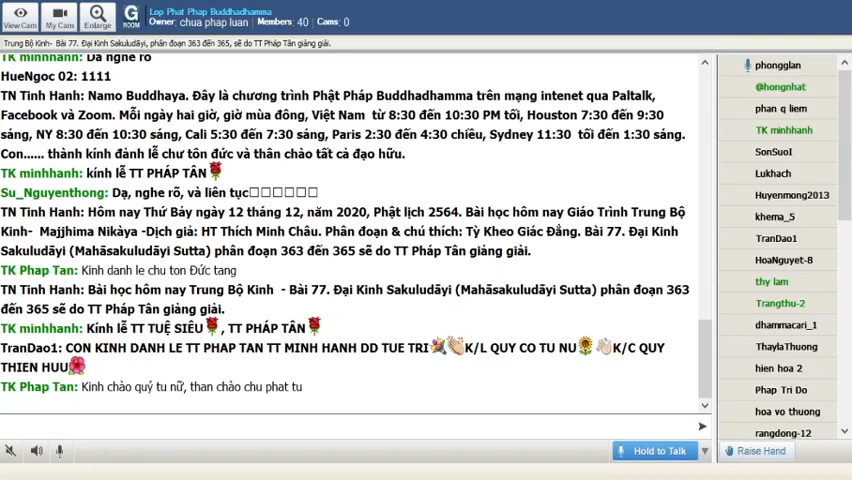 View Cam
My Cam
Enlarge
G
ROOM
Lop Phat Phap Buddhadhamma
Owner: chua phap luan Members: 40 Cams: 0
Trung Bộ Kinh- Bài 77. Đại Kinh Sakuludāyi, phân đoạn 363 đến 365, sẽ do TT Pháp Tân giảng giải.
TK minhhanh: Da nghe ro
HueNgoc 02: 1111
TN Tinh Hanh: Namo Buddhaya. Đây là chương trình Phật Pháp Buddhadhamma trên mạng intenet qua Paltalk,
Facebook và Zoom. Mỗi ngày hai giờ, giờ mùa đông, Việt Nam từ 8:30 đến 10:30 PM tối, Houston 7:30 đến 9:30
sáng, NY 8:30 đến 10:30 sáng, Cali 5:30 đến 7:30 sáng, Paris 2:30 đến 4:30 chiều, Sydney 11:30 tối đến 1:30 sáng.
Con...... thành kính đảnh lễ chư tôn đức và thân chào tất cả đạo hữu.
TK minhhanh: kính lễ TT PHÁP TÂN
Su_Nguyenthong: Dạ, nghe rõ, và liên tục□□□□□□
TN Tinh Hanh: Hôm nay Thứ Bảy ngày 12 tháng 12, năm 2020, Phật lịch 2564. Bài học hôm nay Giáo Trình Trung Bộ
Kinh- Majjhima Nikàya -Dịch giả: HT Thích Minh Châu. Phân đoạn & chú thích: Tỳ Kheo Giác Đẳng. Bài 77. Đại Kinh
Sakuludāyi (Mahāsakuludāyi Sutta) phân đoạn 363 đến 365 sẽ do TT Pháp Tân giảng giải.
TK Phap Tan: Kinh danh le chu ton Đức tang
TN Tinh Hanh: Bài học hôm nay Trung Bộ Kinh - Bài 77. Đại Kinh Sakuludāyi (Mahāsakuludāyi Sutta) phân đoạn 363
đến 365 sẽ do TT Pháp Tân giảng giải.
TK minhhanh: Kính lễ TT TUỆ SIÊU, TT PHÁP TÂN
TranDao1: CON KINH DANH LE TT PHAP TAN TT MINH HANH DD TUE TRI K/L QUY CO TU NU K/C QUY
THIEN HUU
TK Phap Tan: Kinh chào quý tu nữ, than chào chu phat tu
Hold to Talk
phongglan
@hongnhat
phan q liem
TK minhhanh
SonSuoI
Lukhach
Huyenmong2013
khema_5
TranDao1
HoaNguyet-8
thy lam
Trangthu-2
dhammacari_1
ThaylaThuong
hien hoa 2
Phap Tri Do
hoa vo thuong
rangdong-12
Raise Hand